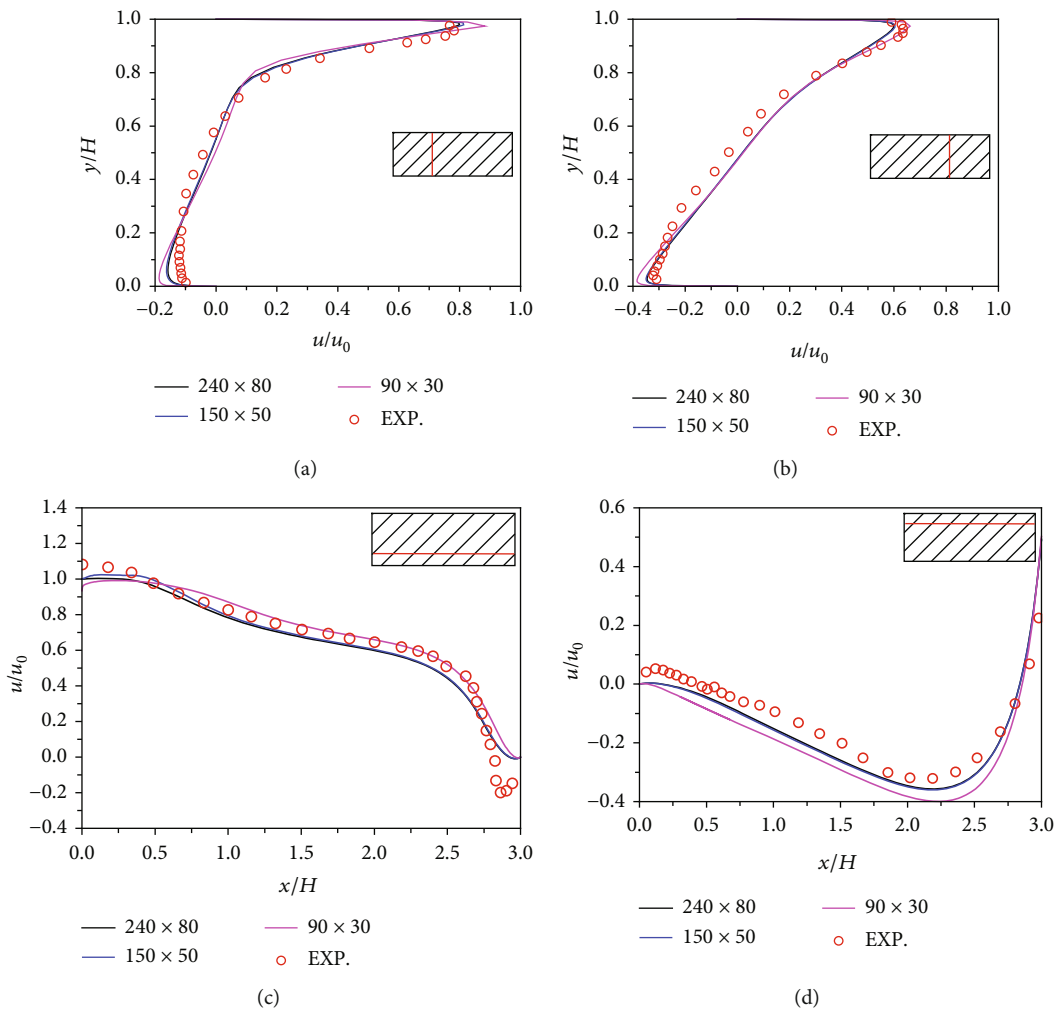 1.0
0.8
0.6
0.4
0.2
0.0
y/H
−0.2 0.0 0.2 0.4 0.6 0.8 1.0
u/u0
240 × 80 90 × 30
150 × 50 EXP.
(a)
1.0
0.8
0.6
0.4
0.2
0.0
y/H
−0.4 −0.2 0.0 0.2 0.4 0.6 0.8 1.0
u/u0
240 × 80 90 × 30
150 × 50 EXP.
(b)
1.4
1.2
1.0
0.8
0.6
0.4
0.2
0.0
−0.2
−0.4
u/u0
0.0 0.5 1.0 1.5 2.0 2.5 3.0
x/H
240 × 80 90 × 30
150 × 50 EXP.
(c)
0.6
0.4
0.2
0.0
−0.2
−0.4
u/u0
0.0 0.5 1.0 1.5 2.0 2.5 3.0
x/H
240 × 80 90 × 30
150 × 50 EXP.
(d)